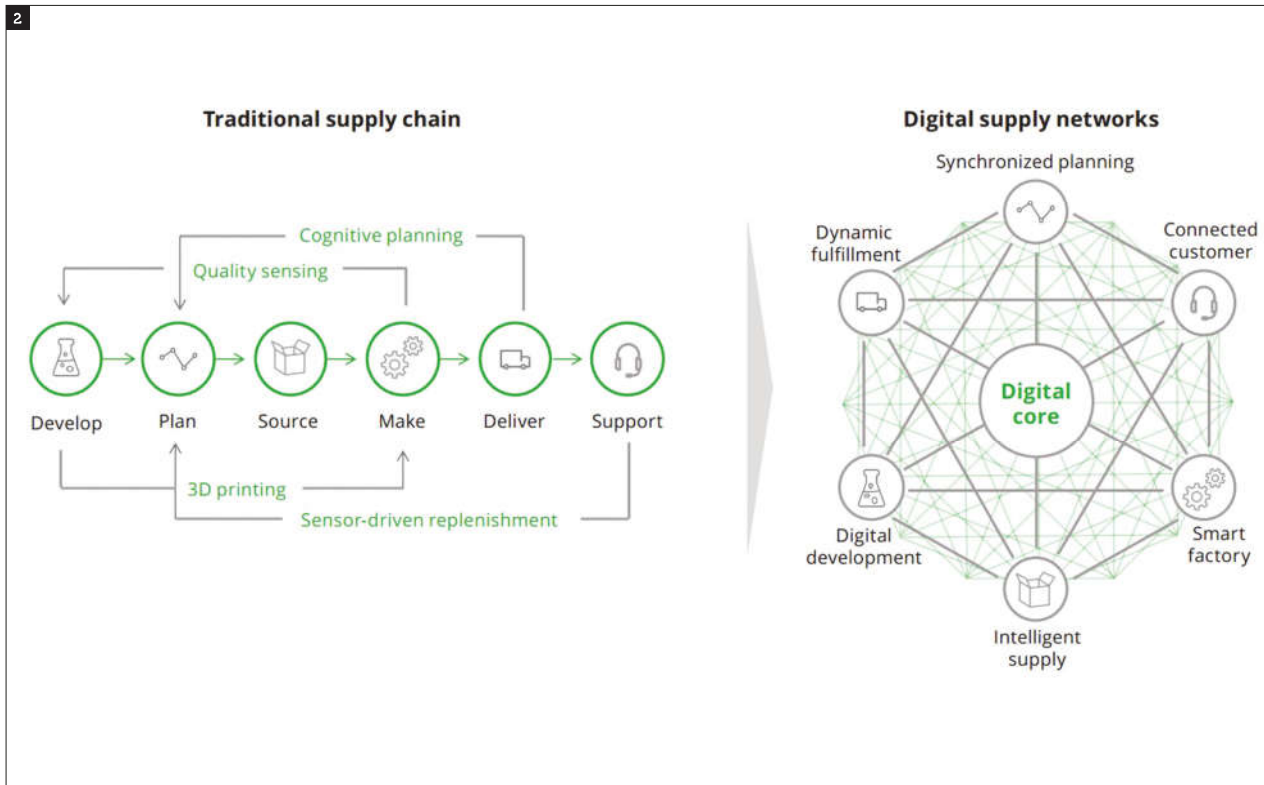 2
Traditional supply chain
Cognitive planning
Quality sensing
Develop
Plan
Source
Make
Deliver
Support
3D printing
Sensor-driven replenishment
Digital supply networks
Synchronized planning
Dynamic
fulfillment
Connected
customer
Digital
core
Digital
development
Smart
factory
Intelligent
supply